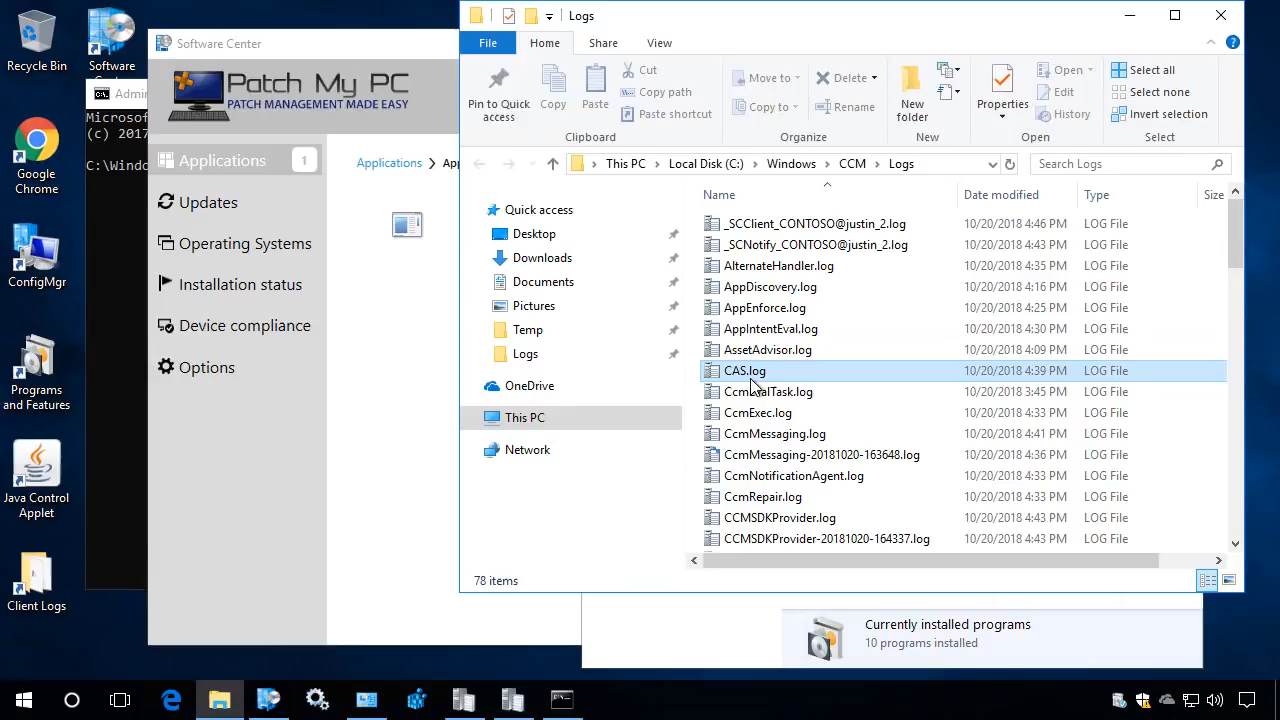 Recycle Bin
Software
Google
Chrome
ConfigMgr
Programs
and Features
Java Control
Applet
Client Logs
Microsof
(c) 2017
Software Center
Patch My PC
PATCH MANAGEMENT MADE EASY
Applications 1
Updates
Operating Systems
Installation status
Device compliance
Options
Applications
Logs
File Home Share View
Pin to Quick
access
Copy
Paste
Cut
Copy path
Paste shortcut
Clipboard
Move to
Copy to
Delete
Rename
Organize
New
folder
New
Properties
Open
Edit
History
Open
Select all
Select none
Invert selection
Select
This PC Local Disk (C:) Windows CCM Logs
Search Logs
Quick access
Desktop
Downloads
Documents
Pictures
Temp
Logs
OneDrive
This PC
Network
Name Date modified Type Size
_SCClient_CONTOSO@justin_2.log 10/20/2018 4:46 PM LOG File
_SCNotify_CONTOSO@justin_2.log 10/20/2018 4:43 PM LOG File
AlternateHandler.log 10/20/2018 4:35 PM LOG File
AppDiscovery.log 10/20/2018 4:16 PM LOG File
AppEnforce.log 10/20/2018 4:25 PM LOG File
AppIntentEval.log 10/20/2018 4:30 PM LOG File
AssetAdvisor.log 10/20/2018 4:09 PM LOG File
CAS.log 10/20/2018 4:39 PM LOG File
10/20/2018 3:45 PM LOG File
CcmExec.log 10/20/2018 4:33 PM LOG File
CcmMessaging.log 10/20/2018 4:41 PM LOG File
CcmMessaging-20181020-163648.log 10/20/2018 4:36 PM LOG File
CcmNotificationAgent.log 10/20/2018 4:33 PM LOG File
CcmRepair.log 10/20/2018 4:33 PM LOG File
CCMSDKProvider.log 10/20/2018 4:43 PM LOG File
CCMSDKProvider-20181020-164337.log 10/20/2018 4:43 PM LOG File
78 items
Currently installed programs
10 programs installed